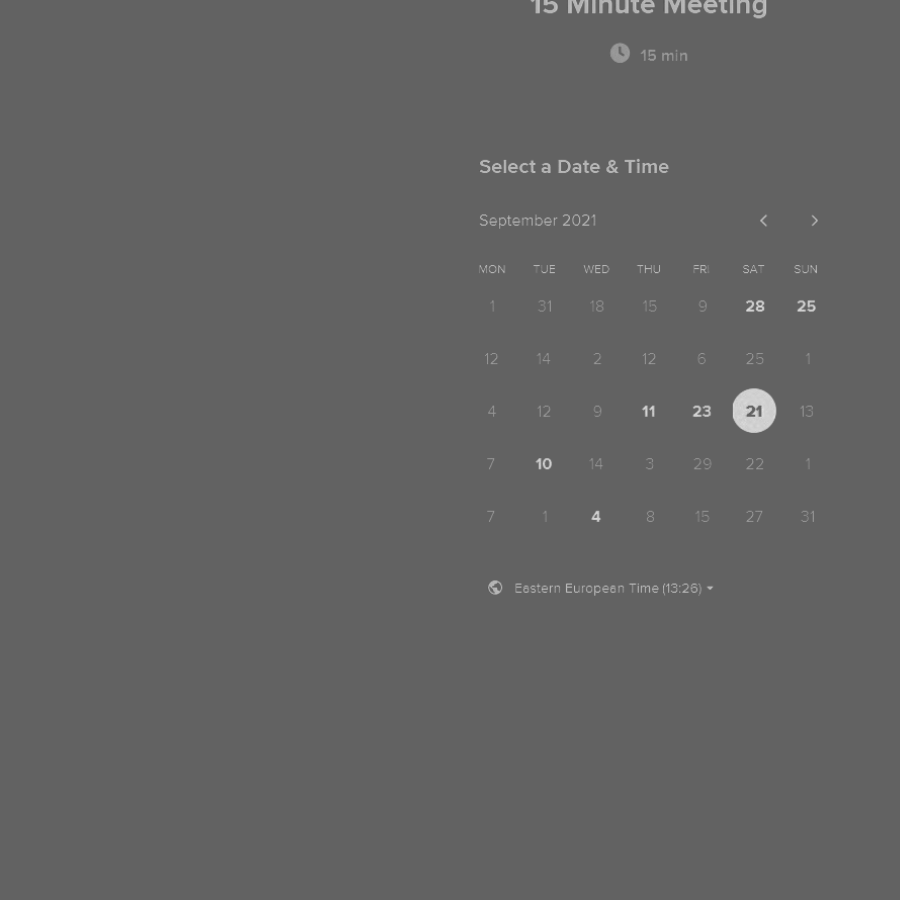 15 Minute Meeting
15 min
Select a Date & Time
September 2021
MON TUE WED THU FRI SAT SUN
1 31 18 15 9 28 25
12 14 2 12 6 25 1
4 12 9 11 23 21 13
7 10 14 3 29 22 1
7 1 4 8 15 27 31
Eastern European Time (13:26)